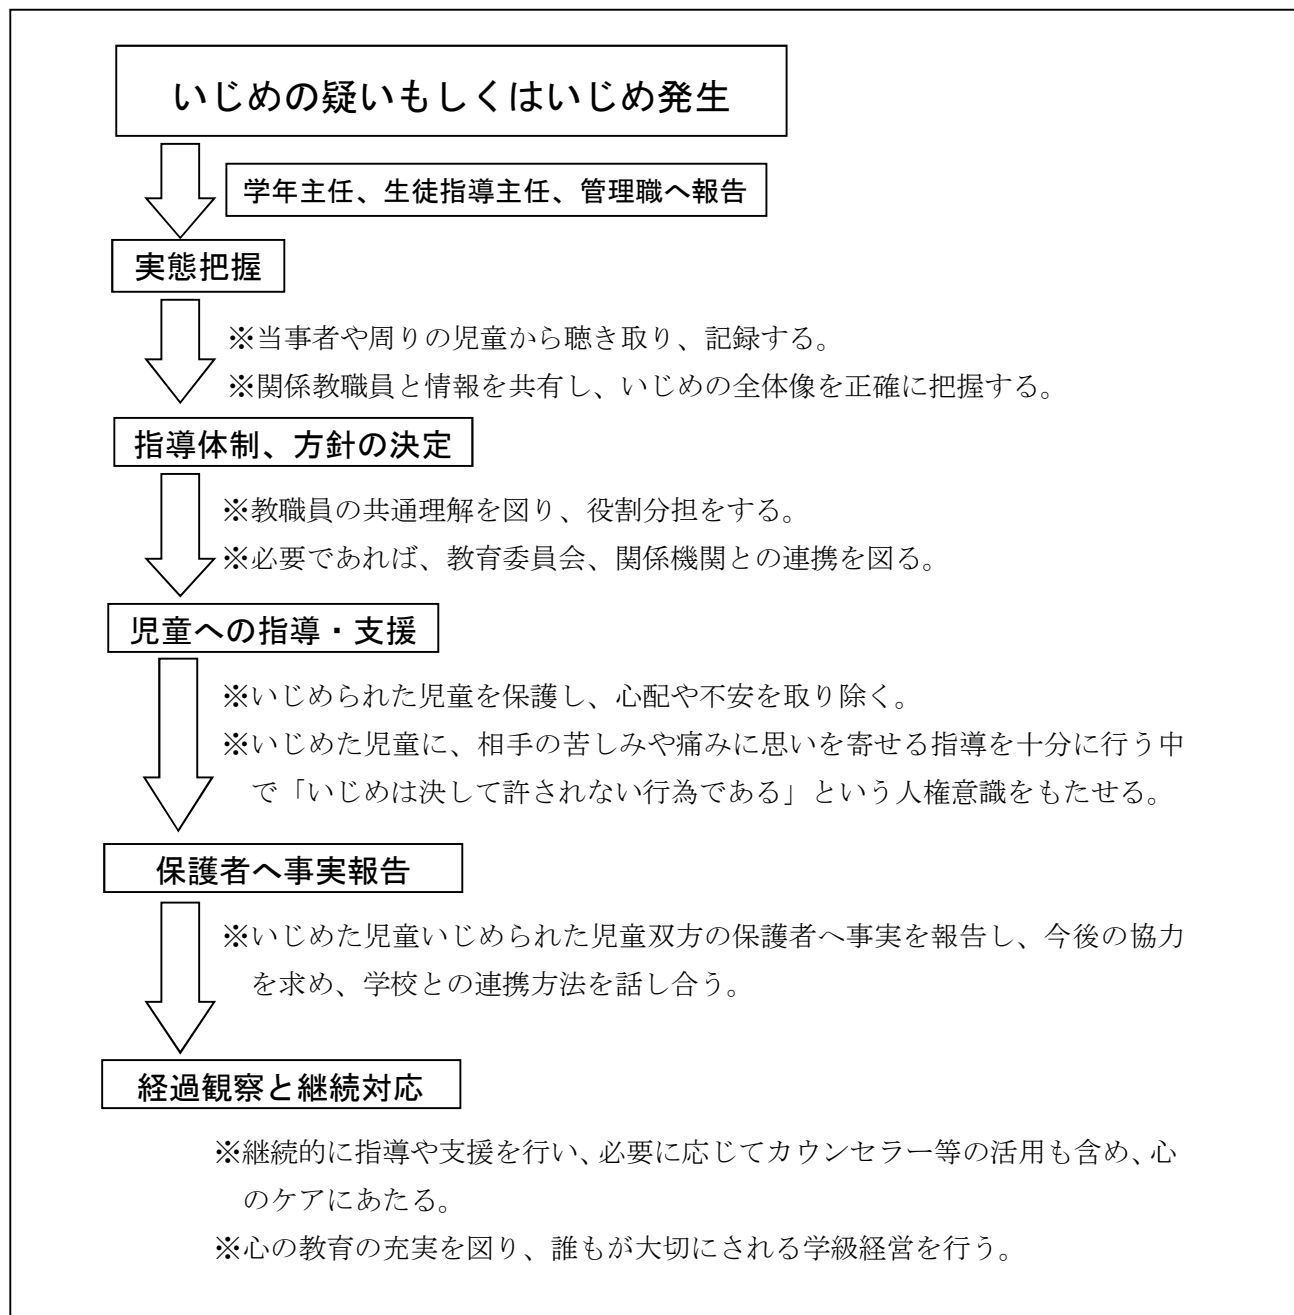 いじめの疑いもしくはいじめ発生
学年主任、生徒指導主任、管理職へ報告
実態把握
※当事者や周りの児童から聴き取り、記録する。
※関係教職員と情報を共有し、いじめの全体像を正確に把握する。
指導体制、方針の決定
※教職員の共通理解を図り、役割分担をする。
※必要であれば、教育委員会、関係機関との連携を図る。
児童への指導・支援
※いじめられた児童を保護し、心配や不安を取り除く。
※いじめた児童に、相手の苦しみや痛みに思いを寄せる指導を十分に行う中
で「いじめは決して許されない行為である」という人権意識をもたせる。
保護者へ事実報告
※いじめた児童いじめられた児童双方の保護者へ事実を報告し、今後の協力
を求め、学校との連携方法を話し合う。
経過観察と継続対応
※継続的に指導や支援を行い、必要に応じてカウンセラー等の活用も含め、心
のケアにあたる。
※心の教育の充実を図り、誰もが大切にされる学級経営を行う。